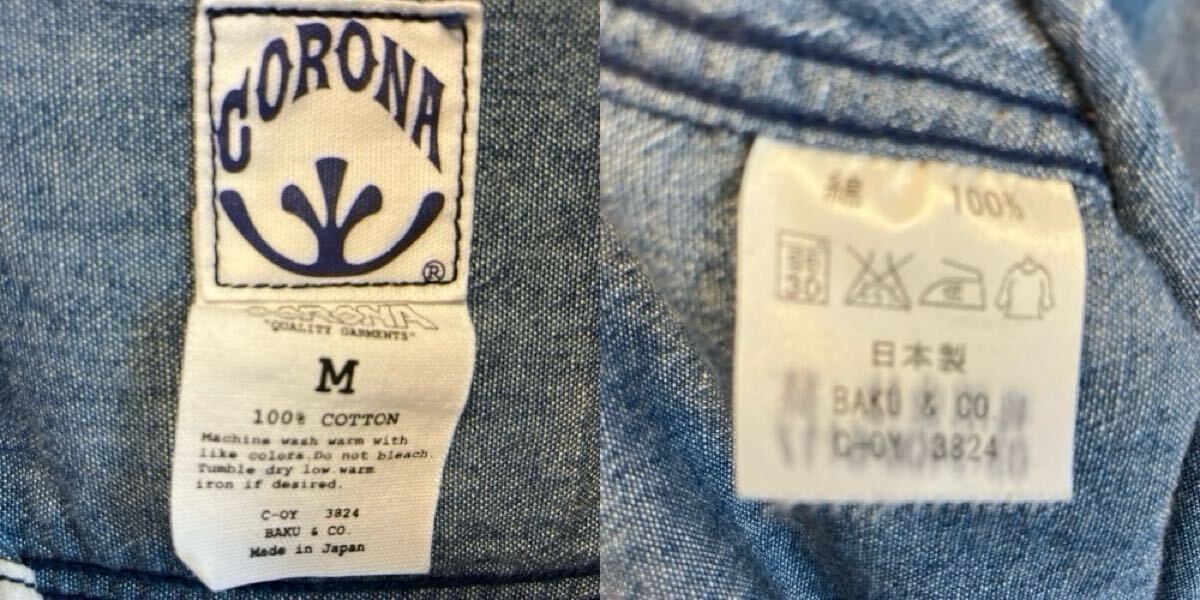 CORONA
®
"QUALITY GARMENTS"
M
100% COTTON
Machine wash warm with
like colors.Do not bleach.
Tumble dry low.warm
iron if desired.
C-OY 3824
BAKU & CO.
Made in Japan
綿 100%
30
日本製
BAKU & CO.
C-OY 3824